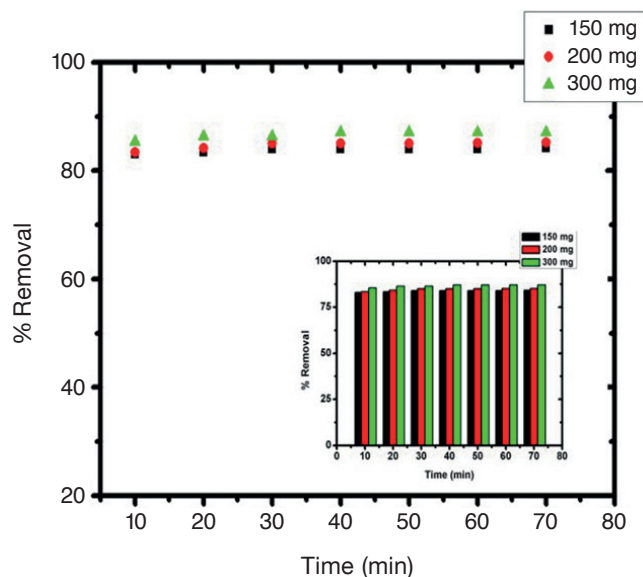 150 mg
200 mg
300 mg
100
80
60
40
20
% Removal
10 20 30 40 50 60 70 80
Time (min)
150 mg
200 mg
300 mg
100
75
50
25
0
% Removal
0 10 20 30 40 50 60 70 80
Time (min)